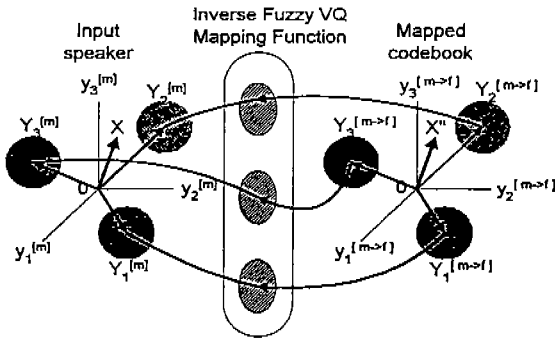 Inverse Fuzzy VQ
Mapping Function
Input
speaker
Mapped
codebook
y₃[m]
Y₂[m]
Y₃[m]
X
0
y₂[m]
y₁[m]
Y₁[m]
y₃[m->f]
Y₂[m->f]
Y₃[m->f]
X"
0
y₂[m->f]
y₁[m->f]
Y₁[m->f]